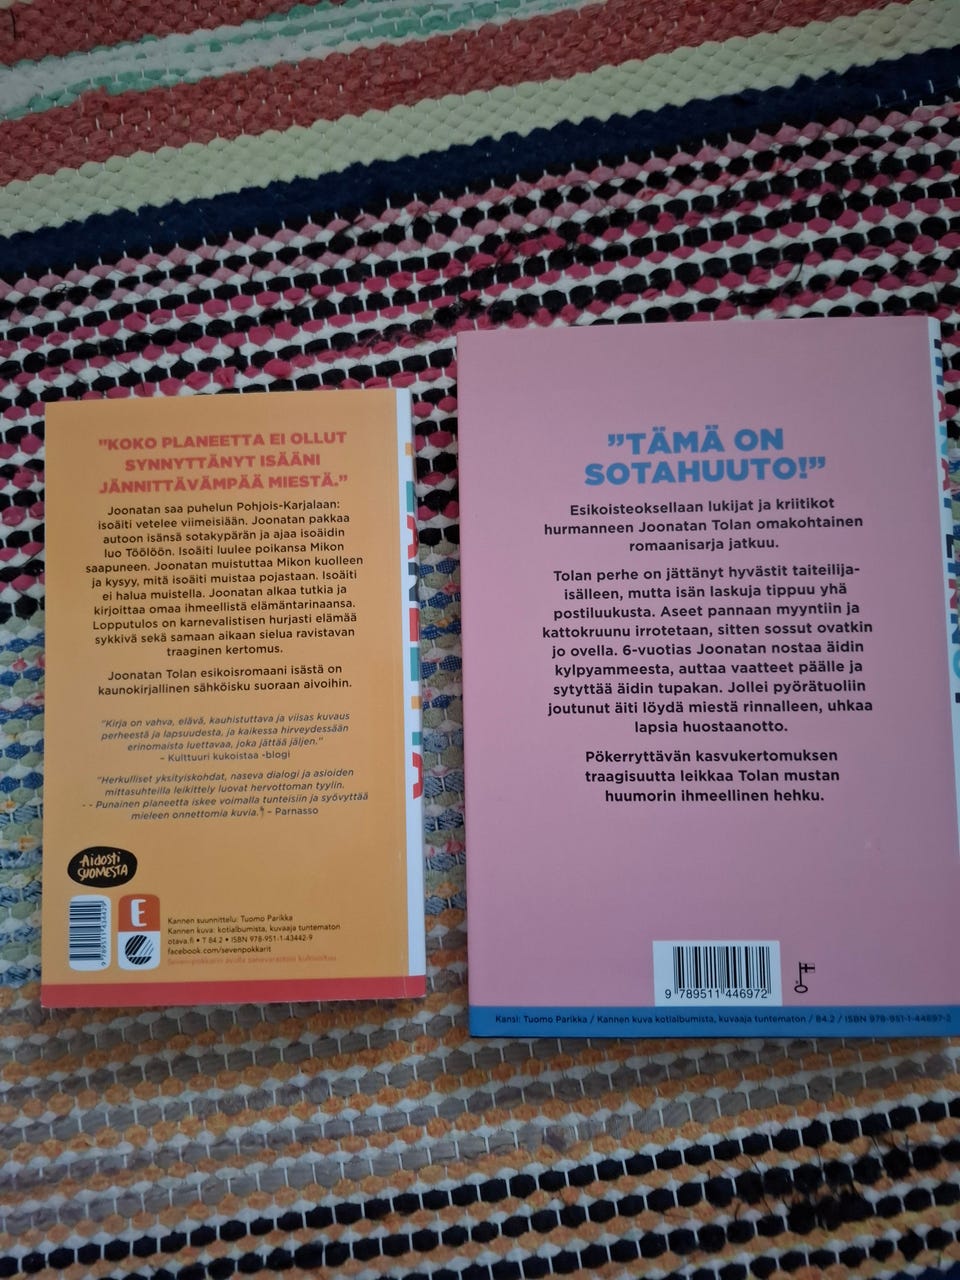 ”KOKO PLANEETTA EI OLLUT
SYNNYTTÄNYT ISÄÄNI
JÄNNITTÄVÄMPÄÄ MIESTÄ.”
Joonatan saa puhelun Pohjois-Karjalaan:
isoäiti vetelee viimeisiään. Joonatan pakkaa
autoon isänsä sotakypärän ja ajaa isoäidin
luo Töölöön. Isoäiti luulee poikansa Mikon
saapuneen. Joonatan muistuttaa Mikon kuolleen
ja kysyy, mitä isoäiti muistaa pojastaan. Isoäiti
ei halua muistella. Joonatan alkaa tutkia ja
kirjoittaa omaa ihmeellistä elämäntarinaansa.
Lopputulos on karnevalistisen hurjasti elämää
sykkivä sekä samaan aikaan sielua ravistavan
traaginen kertomus.
Joonatan Tolan esikoisromaani isästä on
kaunokirjallinen sähköisku suoraan aivoihin.
”Kirja on vahva, elävä, kauhistuttava ja viisas kuvaus
perheestä ja lapsuudesta, ja kaikessa hirveydessään
erinomaista luettavaa, joka jättää jäljen.”
– Kulttuuri kukoistaa -blogi
”Herkulliset yksityiskohdat, naseva dialogi ja asioiden
mittasuhteilla leikittely luovat hervottoman tyylin.
- - Punainen planeetta iskee voimalla tunteisiin ja syövyttää
mieleen onnettomia kuvia.” – Parnasso
Aidosti
SUOMESTA
E
9 789511 434429
Kannen suunnittelu: Tuomo Parikka
Kannen kuva: kotialbumista, kuvaaja tuntematon
otava.fi • T 84.2 • ISBN 978-951-1-43442-9
facebook.com/sevenpokkarit
”TÄMÄ ON
SOTAHUUTO!”
Esikoisteoksellaan lukijat ja kriitikot
hurmanneen Joonatan Tolan omakohtainen
romaanisarja jatkuu.
Tolan perhe on jättänyt hyvästit taiteilija-
isälleen, mutta isän laskuja tippuu yhä
postiluukusta. Aseet pannaan myyntiin ja
kattokruunu irrotetaan, sitten sossut ovatkin
jo ovella. 6-vuotias Joonatan nostaa äidin
kylpyammeesta, auttaa vaatteet päälle ja
sytyttää äidin tupakan. Jollei pyörätuoliin
joutunut äiti löydä miestä rinnalleen, uhkaa
lapsia huostaanotto.
Pökerryttävän kasvukertomuksen
traagisuutta leikkaa Tolan mustan
huumorin ihmeellinen hehku.
9 789511 446972
Kansi: Tuomo Parikka / Kannen kuva kotialbumista, kuvaaja tuntematon / 84.2 / ISBN 978-951-1-44697-2